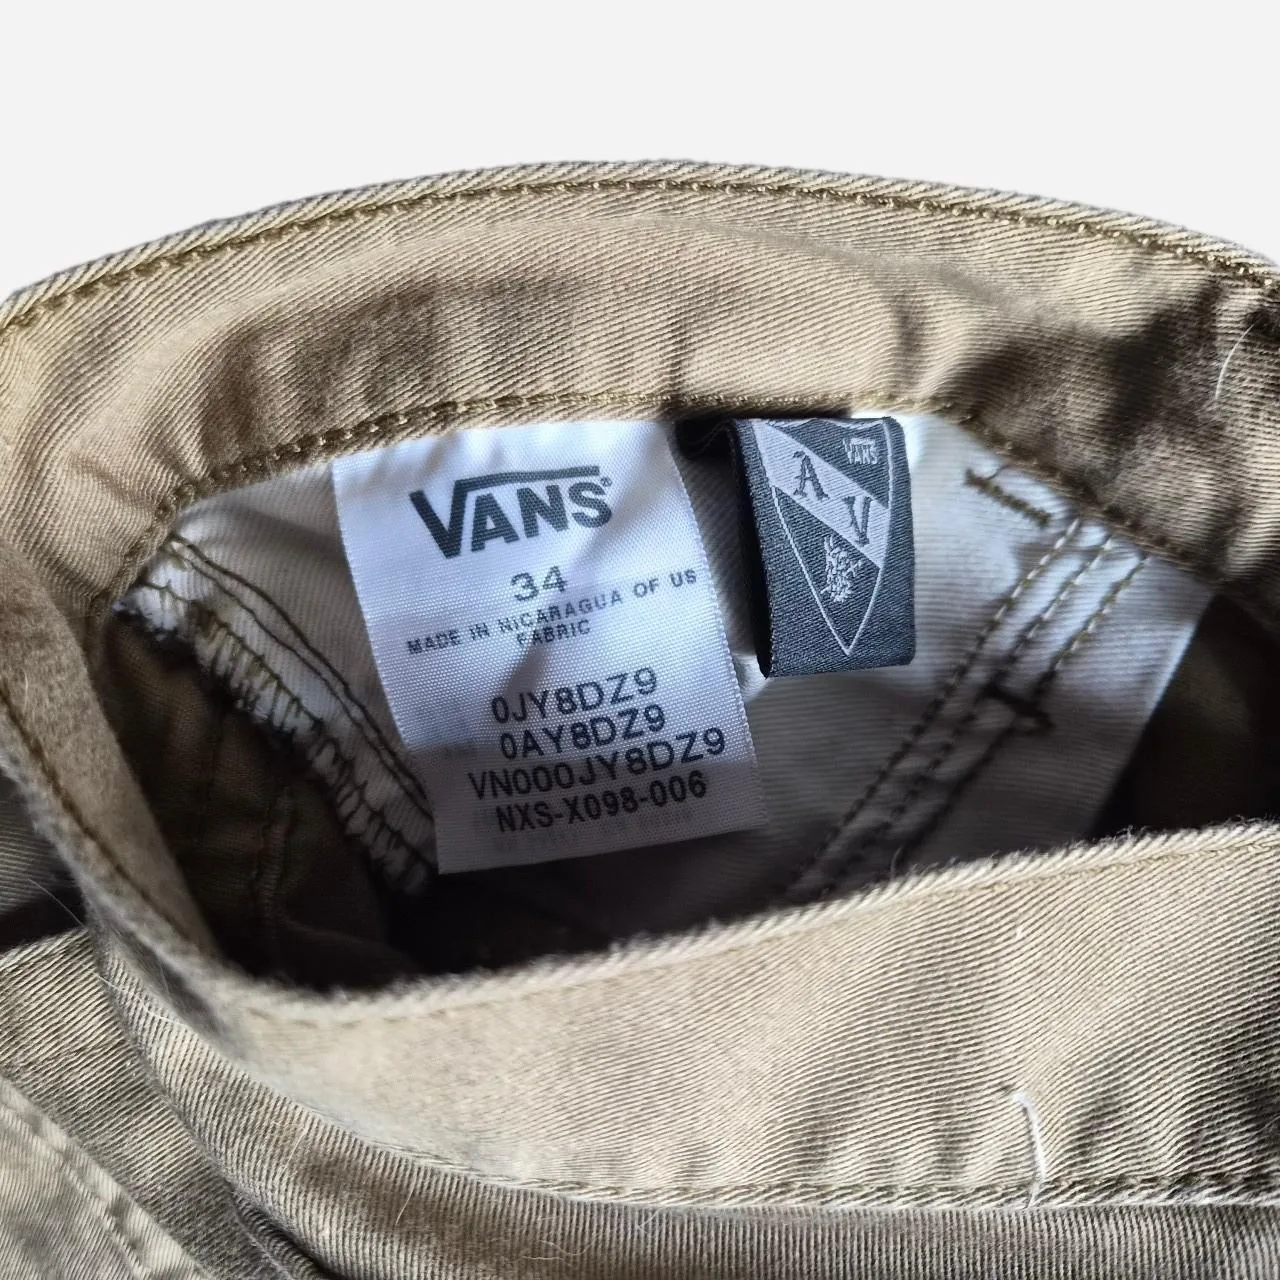 VANS®
34
MADE IN NICARAGUA OF US
FABRIC
0JY8DZ9
0AY8DZ9
VN000JY8DZ9
NXS-X098-006
VANS
A
V